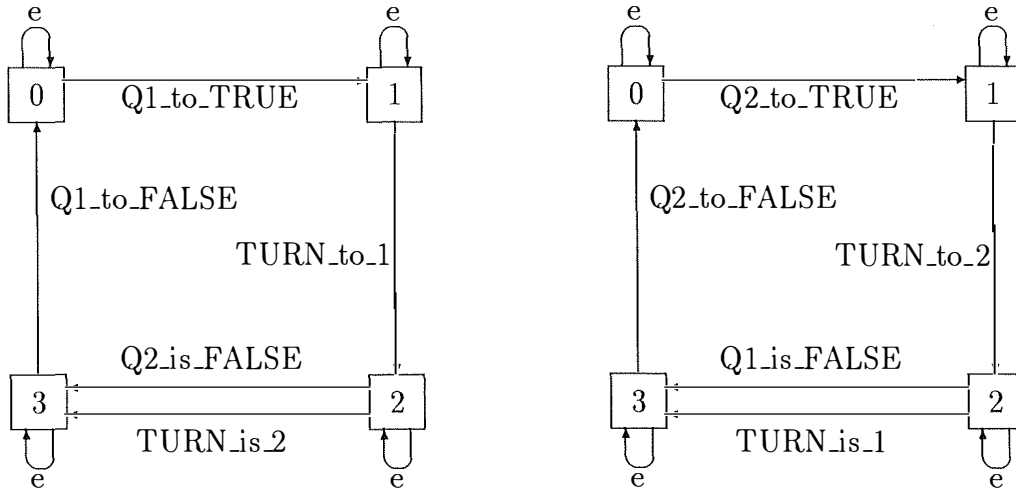 e e e e
0 1 0 1
Q1_to_TRUE Q2_to_TRUE
Q1_to_FALSE Q2_to_FALSE
TURN_to_1 TURN_to_2
Q2_is_FALSE Q1_is_FALSE
3 2 3 2
TURN_is_2 TURN_is_1
e e e e